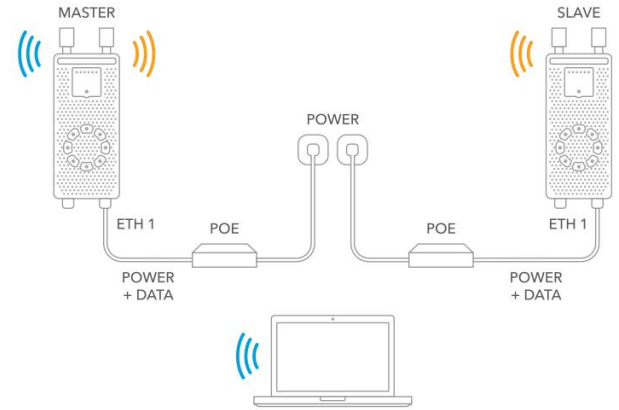 MASTER
SLAVE
POWER
ETH 1
POE
POE
ETH 1
POWER
+ DATA
POWER
+ DATA